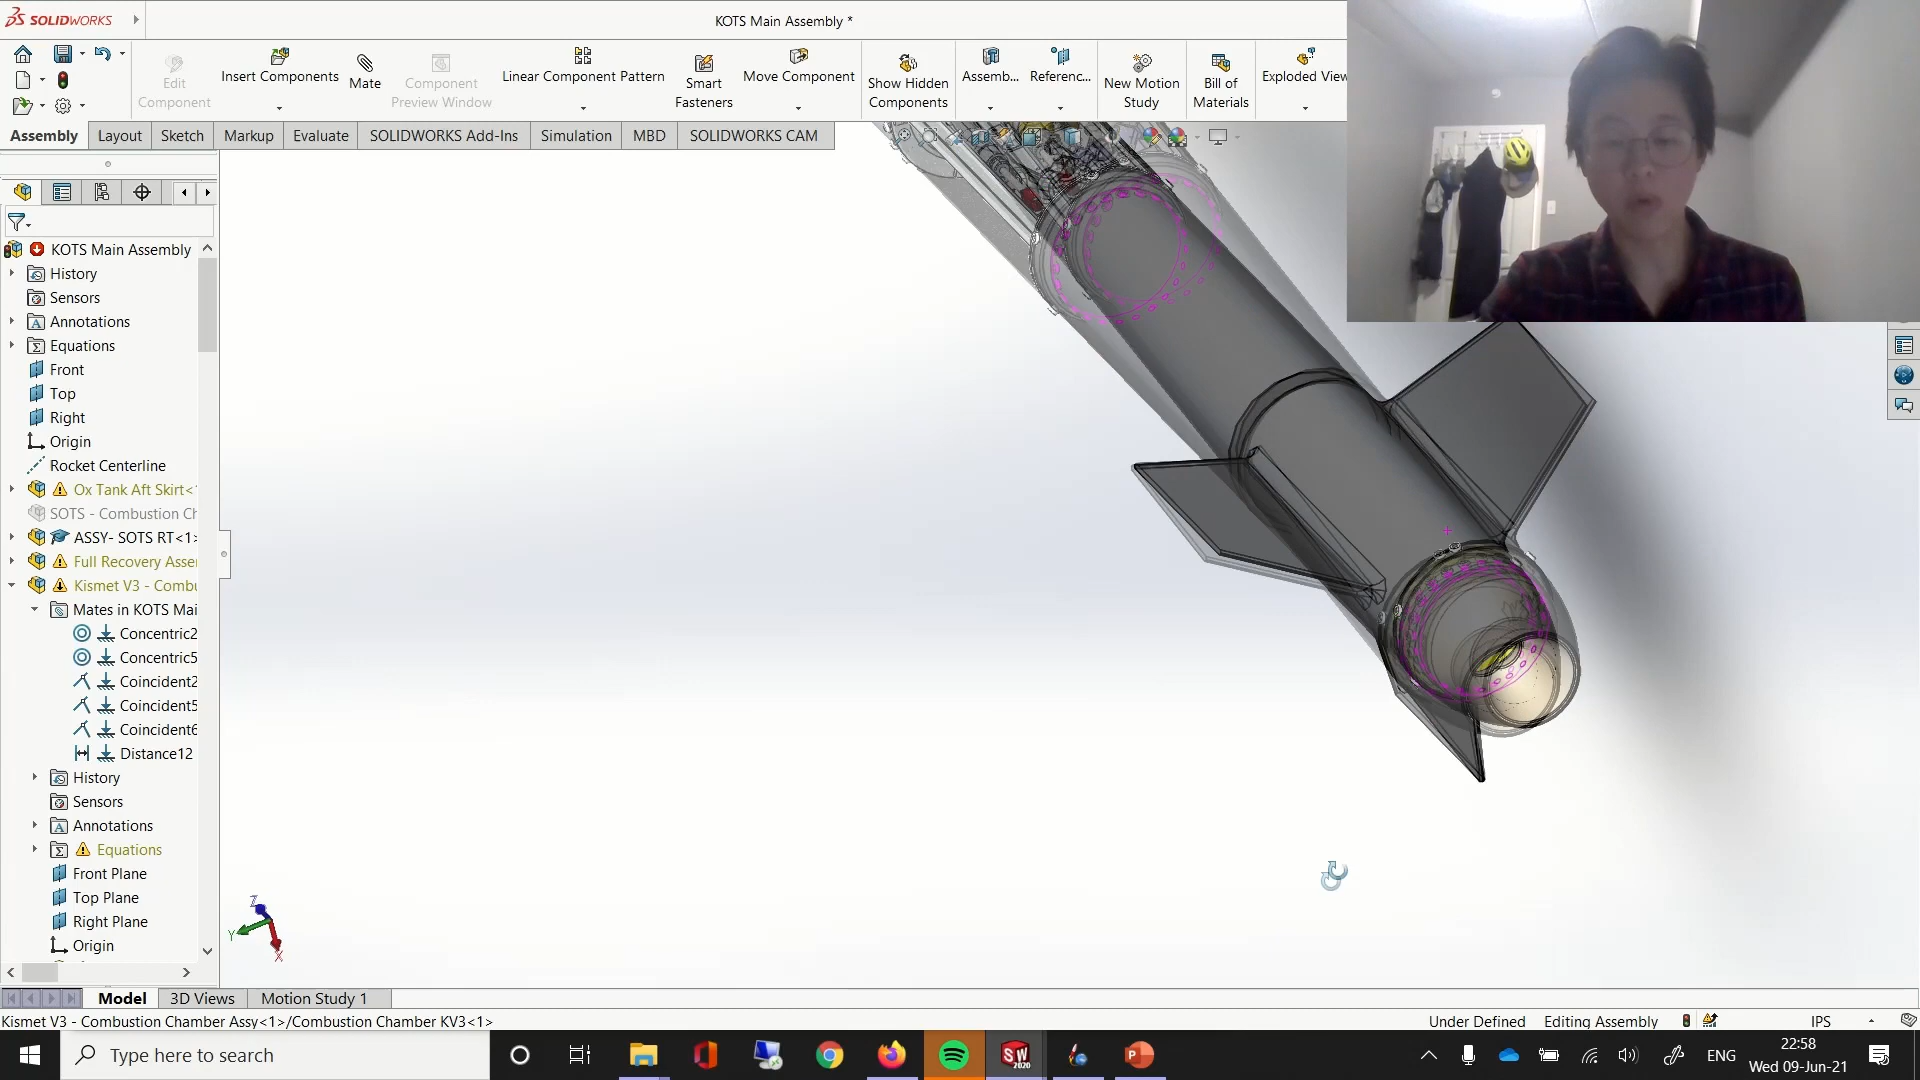 SOLIDWORKS
KOTS Main Assembly *
Edit Component
Insert Components
Mate
Component Preview Window
Linear Component Pattern
Smart Fasteners
Move Component
Show Hidden Components
Assemb...
Referenc...
New Motion Study
Bill of Materials
Exploded View
Assembly
Layout
Sketch
Markup
Evaluate
SOLIDWORKS Add-Ins
Simulation
MBD
SOLIDWORKS CAM
KOTS Main Assembly
History
Sensors
Annotations
Equations
Front
Top
Right
Origin
Rocket Centerline
Ox Tank Aft Skirt<
SOTS - Combustion Ch
ASSY- SOTS RT<1>
Full Recovery Asse
Kismet V3 - Combu
Mates in KOTS Mai
Concentric2
Concentric5
Coincident2
Coincident5
Coincident6
Distance12
History
Sensors
Annotations
Equations
Front Plane
Top Plane
Right Plane
Origin
Z
Y
X
Model
3D Views
Motion Study 1
Kismet V3 - Combustion Chamber Assy<1>/Combustion Chamber KV3<1>
Under Defined
Editing Assembly
IPS
Type here to search
SW
2020
ENG
22:58
Wed 09-Jun-21